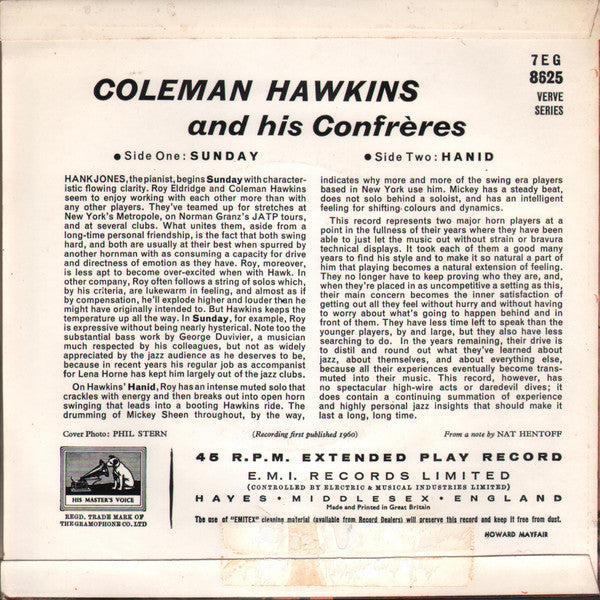 7 E G
8625
VERVE
SERIES
COLEMAN HAWKINS
and his Confrères
● Side One: SUNDAY
● Side Two: HANID
HANK JONES, the pianist, begins Sunday with character-
istic flowing clarity. Roy Eldridge and Coleman Hawkins
seem to enjoy working with each other more than with
any other players. They've teamed up for stretches at
New York's Metropole, on Norman Granz's JATP tours,
and at several clubs. What unites them, aside from a
long-time personal friendship, is the fact that both swing
hard, and both are usually at their best when spurred by
another hornman with as consuming a capacity for drive
and directness of emotion as they have. Roy, moreover,
is less apt to become over-excited when with Hawk. In
other company, Roy often follows a string of solos which,
by his criteria, are lukewarm in feeling, and almost as if
by compensation, he'll explode higher and louder then he
might have originally intended to. But Hawkins keeps the
temperature up all the way. In Sunday, for example, Roy
is expressive without being nearly hysterical. Note too the
substantial bass work by George Duvivier, a musician
much respected by his colleagues, but not as widely
appreciated by the jazz audience as he deserves to be,
because in recent years his regular job as accompanist
for Lena Horne has kept him largely out of the jazz clubs.
On Hawkins' Hanid, Roy has an intense muted solo that
crackles with energy and then breaks out into open horn
swinging that leads into a booting Hawkins ride. The
drumming of Mickey Sheen throughout, by the way,
indicates why more and more of the swing era players
based in New York use him. Mickey has a steady beat,
does not solo behind a soloist, and has an intelligent
feeling for shifting colours and dynamics.
This record represents two major horn players at a
point in the fullness of their years where they have been
able to just let the music out without strain or bravura
technical displays. It took each of them a good many
years to find his style and to make it so natural a part of
him that playing becomes a natural extension of feeling.
They no longer have to keep proving who they are, and,
when they're placed in as uncompetitive a setting as this,
their main concern becomes the inner satisfaction of
getting out all they feel without hurry and without having
to worry about what's going to happen behind and in
front of them. They have less time left to speak than the
younger players, by and large, but they also have less
searching to do. In the years remaining, their drive is
to distill and round out what they've learned about
jazz, about themselves, and about everything else,
because all their experiences eventually become trans-
muted into their music. This record, however, has
no spectacular high-wire acts or daredevil dives; it
does contain a continuing summation of experience
and highly personal jazz insights that should make it
last a long, long time.
Cover Photo: PHIL STERN
(Recording first published 1960)
From a note by NAT HENTOFF
HIS MASTER'S VOICE
REGD. TRADE MARK OF
THE GRAMOPHONE CO. LTD
45 R.P.M. EXTENDED PLAY RECORD
E.M.I. RECORDS LIMITED
(CONTROLLED BY ELECTRIC & MUSICAL INDUSTRIES LIMITED)
HAYES · MIDDLESEX · ENGLAND
Made and Printed in Great Britain
The use of "EMITEX" cleaning material (available from Record Dealers) will preserve this record and keep it free from dust.
HOWARD MAYFAIR